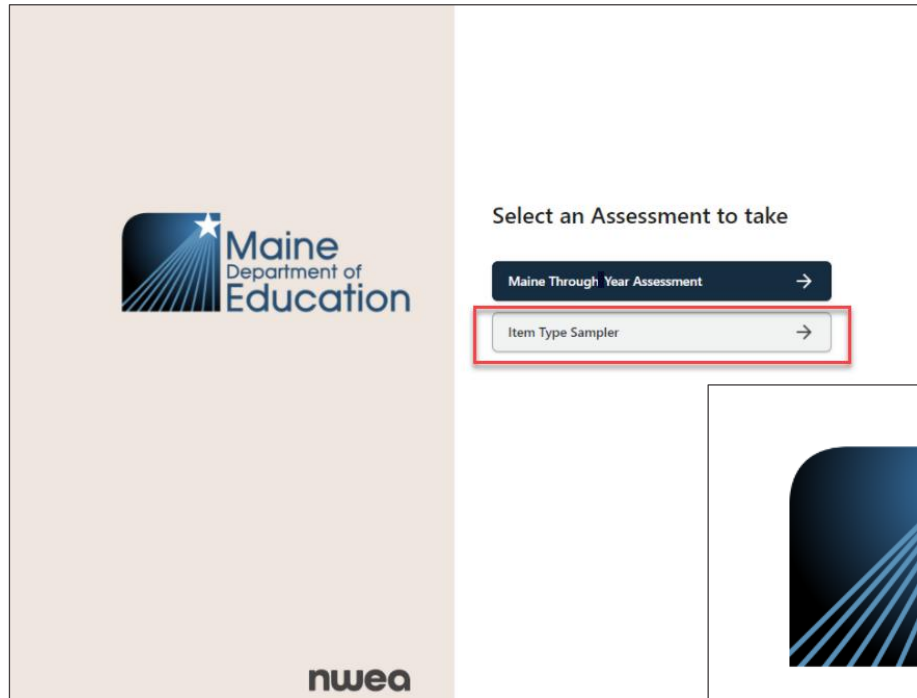 Maine
Department of
Education
nwea
Select an Assessment to take
Maine Through Year Assessment
Item Type Sampler